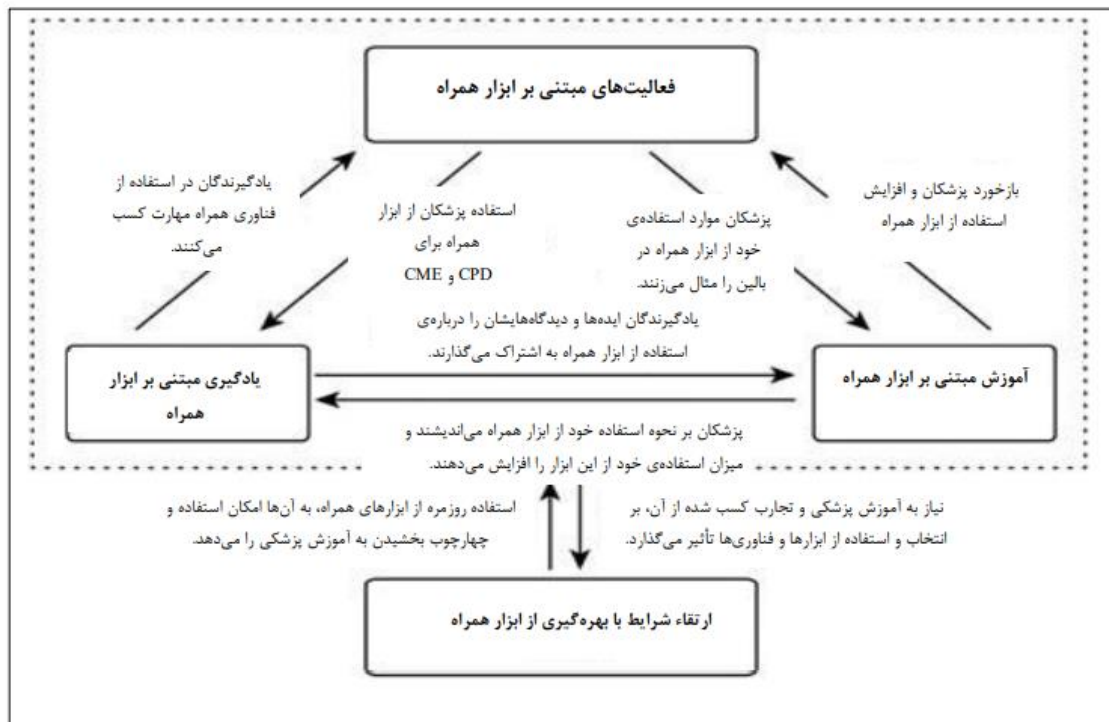 فعالیت‌های مبتنی بر ابزار همراه
بازخورد پزشکان و افزایش
استفاده از ابزار همراه
پزشکان موارد استفاده‌ی
خود از ابزار همراه در
بالین را مثال می‌زنند.
استفاده پزشکان از ابزار
همراه برای
CME و CPD
یادگیرندگان در استفاده از
فناوری همراه مهارت کسب
می‌کنند.
یادگیرندگان ایده‌ها و دیدگاه‌هایشان را درباره‌ی
استفاده از ابزار همراه به اشتراک می‌گذارند.
آموزش مبتنی بر ابزار همراه
یادگیری مبتنی بر ابزار
همراه
پزشکان بر نحوه استفاده خود از ابزار همراه می‌اندیشند و
میزان استفاده‌ی خود از این ابزار را افزایش می‌دهند.
نیاز به آموزش پزشکی و تجارب کسب شده از آن، بر
انتخاب و استفاده از ابزارها و فناوری‌ها تأثیر می‌گذارد.
استفاده روزمره از ابزارهای همراه، به آن‌ها امکان استفاده و
چهارچوب بخشیدن به آموزش پزشکی را می‌دهد.
ارتقاء شرایط با بهره‌گیری از ابزار همراه